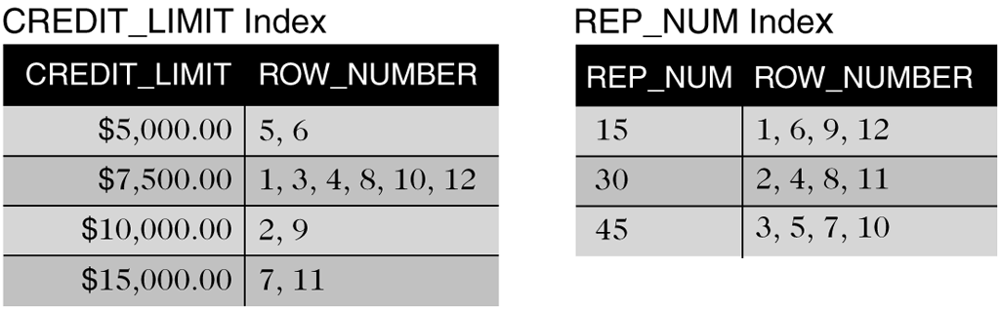 CREDIT_LIMIT Index
CREDIT_LIMIT ROW_NUMBER
$5,000.00 5, 6
$7,500.00 1, 3, 4, 8, 10, 12
$10,000.00 2, 9
$15,000.00 7, 11
REP_NUM Index
REP_NUM ROW_NUMBER
15 1, 6, 9, 12
30 2, 4, 8, 11
45 3, 5, 7, 10